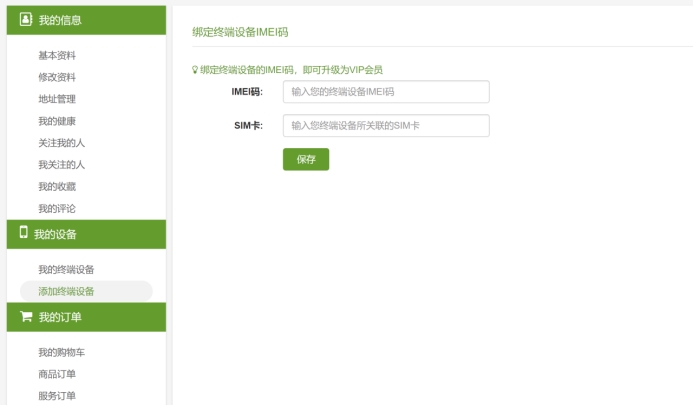 我的信息
基本资料
修改资料
地址管理
我的健康
关注我的人
我关注的人
我的收藏
我的评论
我的设备
我的终端设备
添加终端设备
我的订单
我的购物车
商品订单
服务订单
绑定终端设备IMEI码
绑定终端设备的IMEI码，即可升级为VIP会员
IMEI码: 输入您的终端设备IMEI码
SIM卡: 输入您终端设备所关联的SIM卡
保存